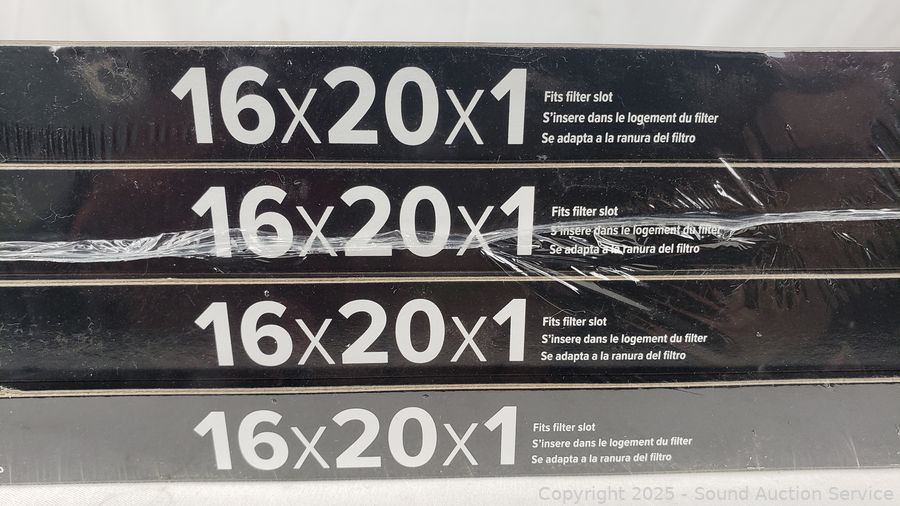 16x20x1
Fits filter slot
S'insere dans le logement du filter
Se adapta a la ranura del filtro
16x20x1
Fits filter slot
S'insere dans le logement du filter
Se adapta a la ranura del filtro
16x20x1
Fits filter slot
S'insere dans le logement du filter
Se adapta a la ranura del filtro
16x20x1
Fits filter slot
S'insere dans le logement du filter
Se adapta a la ranura del filtro
Copyright 2025 - Sound Auction Service